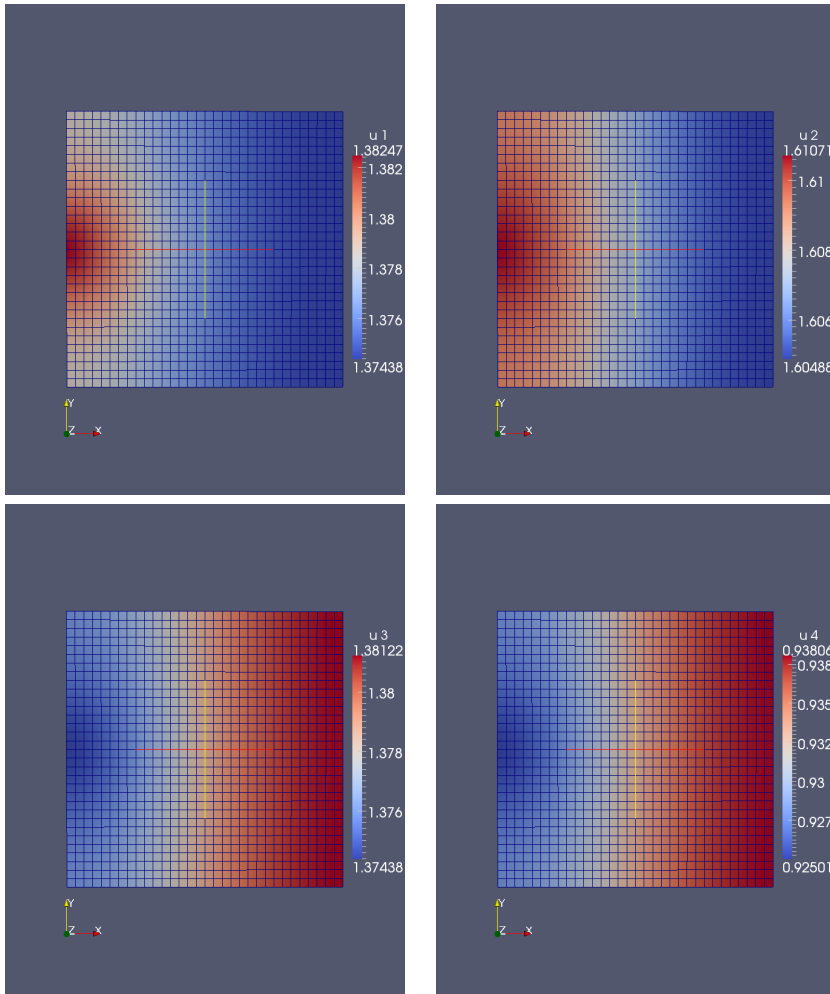 u 1
1.38247
1.382
1.38
1.378
1.376
1.37438
Y
Z X
u 2
1.61071
1.61
1.608
1.606
1.60488
Y
Z X
u 3
1.38122
1.38
1.378
1.376
1.37438
Y
Z X
u 4
0.93806
0.938
0.935
0.932
0.93
0.927
0.92501
Y
Z X